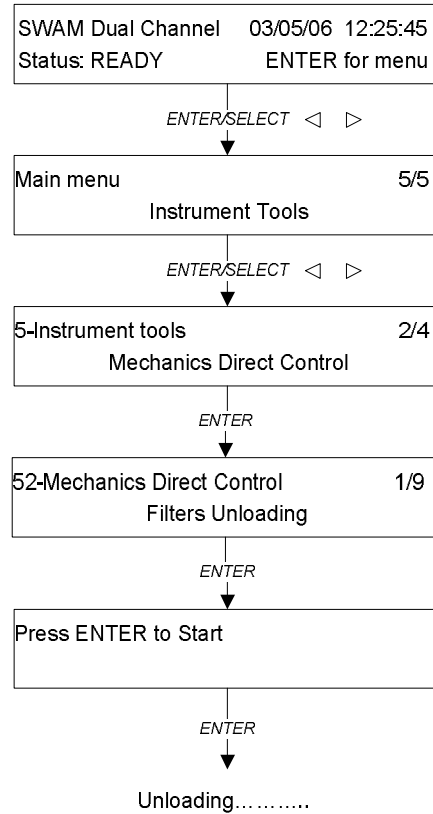 SWAM Dual Channel 03/05/06 12:25:45
Status: READY ENTER for menu
ENTER/SELECT ◁ ▷
Main menu 5/5
Instrument Tools
ENTER/SELECT ◁ ▷
5-Instrument tools 2/4
Mechanics Direct Control
ENTER
52-Mechanics Direct Control 1/9
Filters Unloading
ENTER
Press ENTER to Start
ENTER
Unloading………..